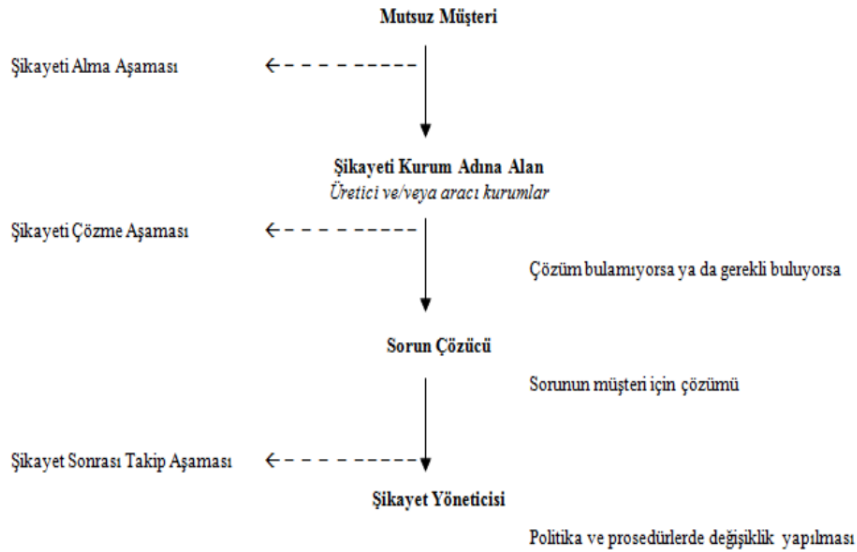 Mutsuz Müşteri
Şikayeti Alma Aşaması
Şikayeti Kurum Adına Alan
Üretici ve/veya aracı kurumlar
Şikayeti Çözme Aşaması
Çözüm bulamıyorsa ya da gerekli buluyorsa
Sorun Çözücü
Sorunun müşteri için çözümü
Şikayet Sonrası Takip Aşaması
Şikayet Yöneticisi
Politika ve prosedürlerde değişiklik yapılması